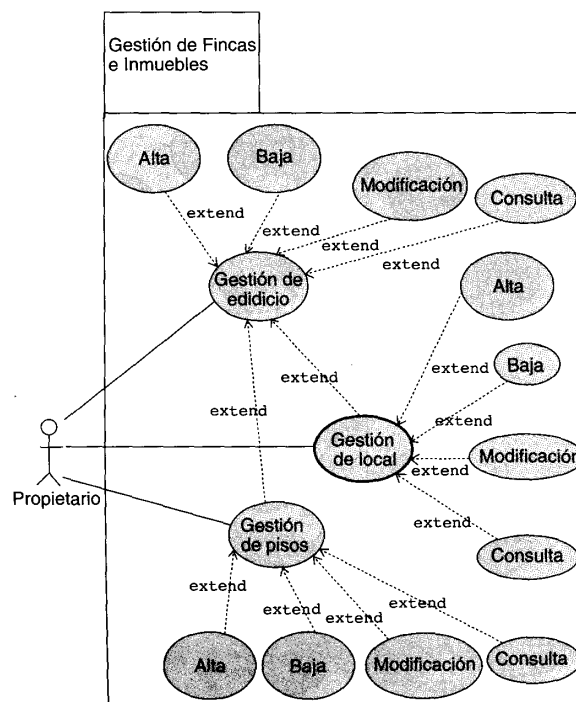 Gestión de Fincas
e Inmuebles
Alta
Baja
Modificación
Consulta
extend
extend
extend
extend
Gestión de
edidicio
Alta
extend
extend
Baja
extend
extend
Gestión
de local
Modificación
extend
Propietario
extend
Consulta
Gestión
de pisos
extend
extend
extend
extend
Alta
Baja
Modificación
Consulta